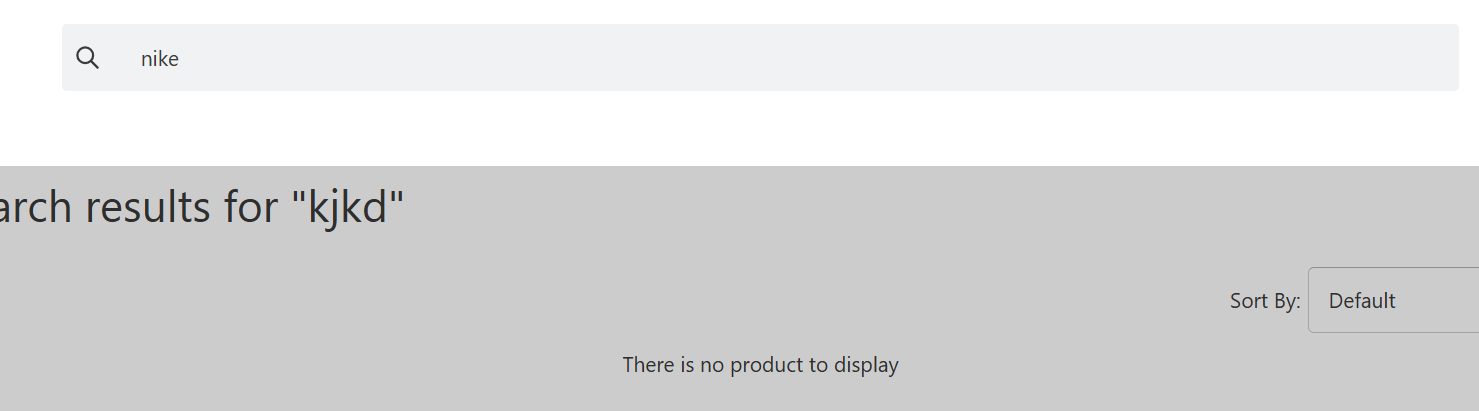 nike
arch results for "kjkd"
Sort By: Default
There is no product to display